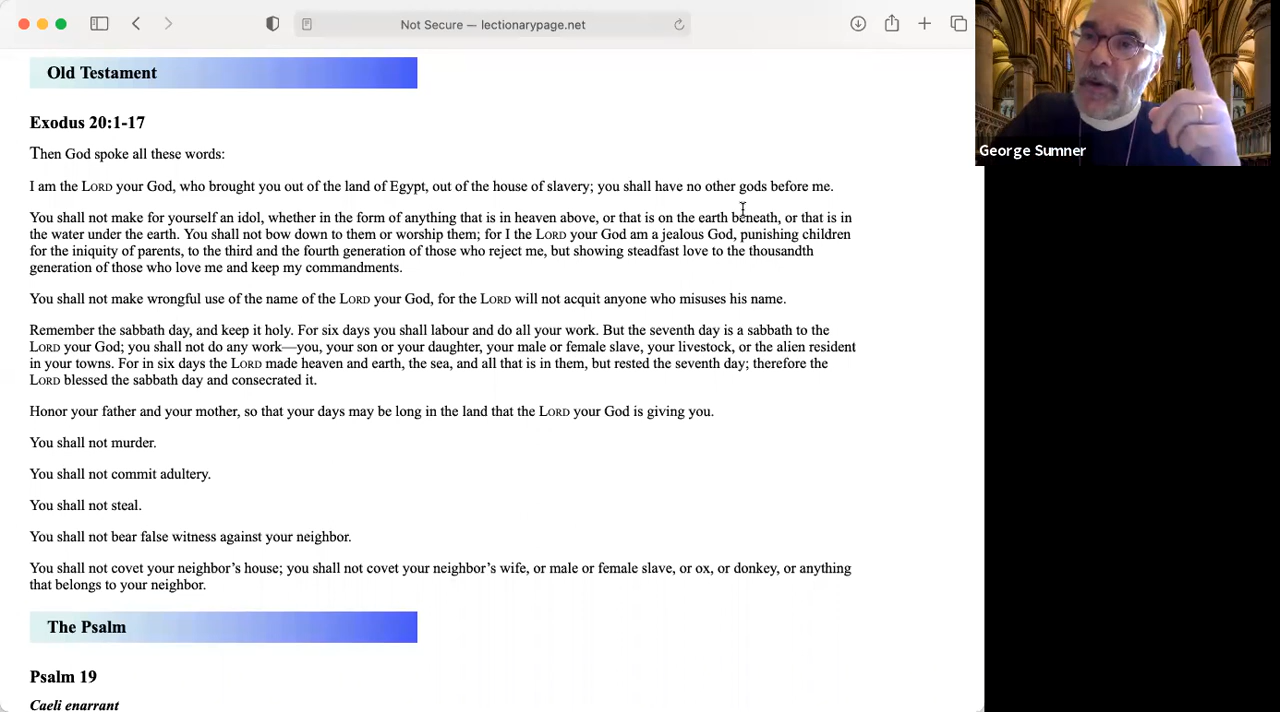 Not Secure — lectionarypage.net
Old Testament
George Sumner
Exodus 20:1-17
Then God spoke all these words:
I am the LORD your God, who brought you out of the land of Egypt, out of the house of slavery; you shall have no other gods before me.
You shall not make for yourself an idol, whether in the form of anything that is in heaven above, or that is on the earth beneath, or that is in
the water under the earth. You shall not bow down to them or worship them; for I the LORD your God am a jealous God, punishing children
for the iniquity of parents, to the third and the fourth generation of those who reject me, but showing steadfast love to the thousandth
generation of those who love me and keep my commandments.
You shall not make wrongful use of the name of the LORD your God, for the LORD will not acquit anyone who misuses his name.
Remember the sabbath day, and keep it holy. For six days you shall labour and do all your work. But the seventh day is a sabbath to the
LORD your God; you shall not do any work—you, your son or your daughter, your male or female slave, your livestock, or the alien resident
in your towns. For in six days the LORD made heaven and earth, the sea, and all that is in them, but rested the seventh day; therefore the
LORD blessed the sabbath day and consecrated it.
Honor your father and your mother, so that your days may be long in the land that the LORD your God is giving you.
You shall not murder.
You shall not commit adultery.
You shall not steal.
You shall not bear false witness against your neighbor.
You shall not covet your neighbor’s house; you shall not covet your neighbor’s wife, or male or female slave, or ox, or donkey, or anything
that belongs to your neighbor.
The Psalm
Psalm 19
Caeli enarrant